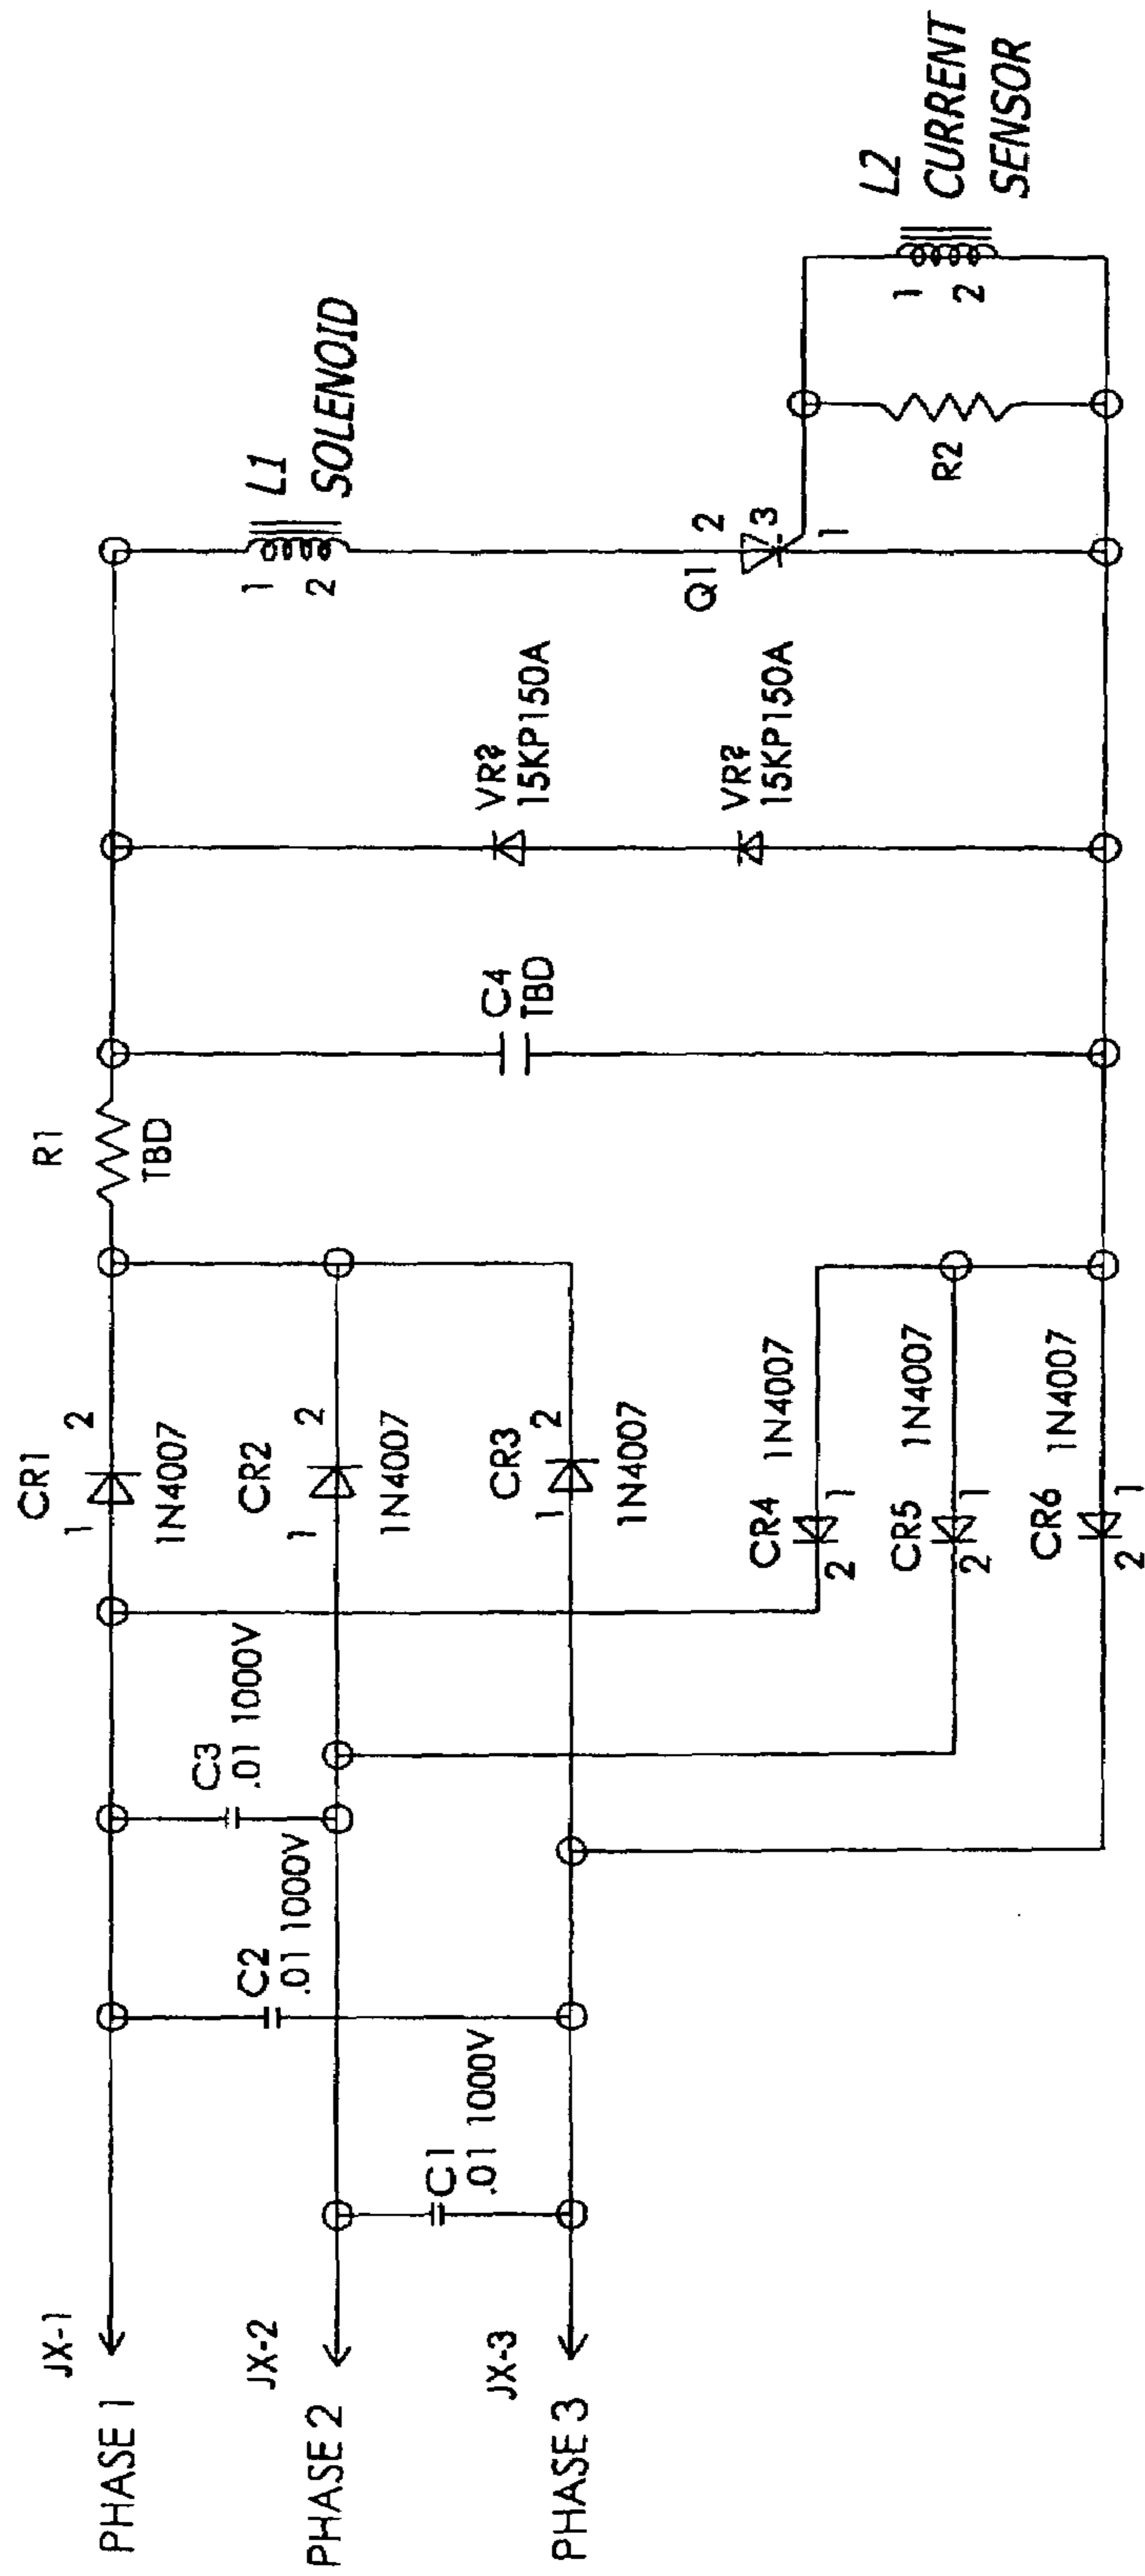 JX-1
PHASE 1
JX-2
PHASE 2
JX-3
PHASE 3
C1
.01 1000V
C2
.01 1000V
C3
.01 1000V
CR1
1 2
1N4007
CR2
1 2
1N4007
CR3
1 2
1N4007
CR4
1N4007
2 1
CR5
1N4007
2 1
CR6
1N4007
2 1
R1
TBD
C4
TBD
VR?
15KP150A
VR?
15KP150A
L1
SOLENOID
1
2
Q1
2
3
1
R2
1
2
L2
CURRENT
SENSOR